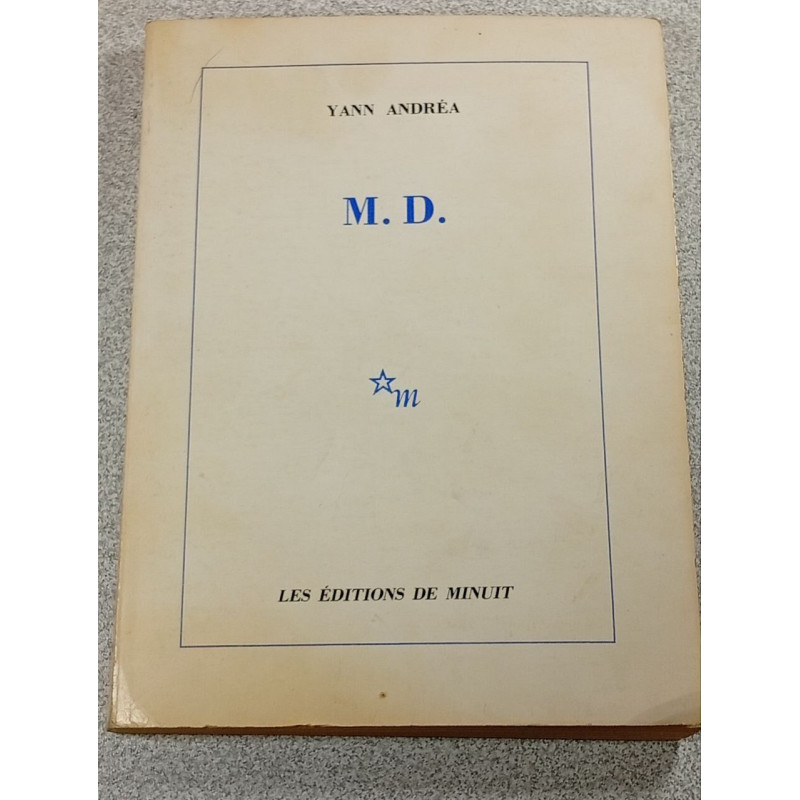 YANN ANDRÉA
M. D.
m
LES ÉDITIONS DE MINUIT